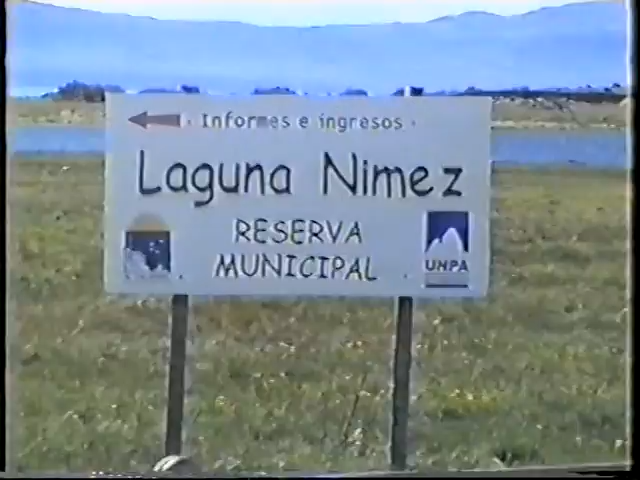 Informes e ingresos
Laguna Nimez
RESERVA
MUNICIPAL
UNPA